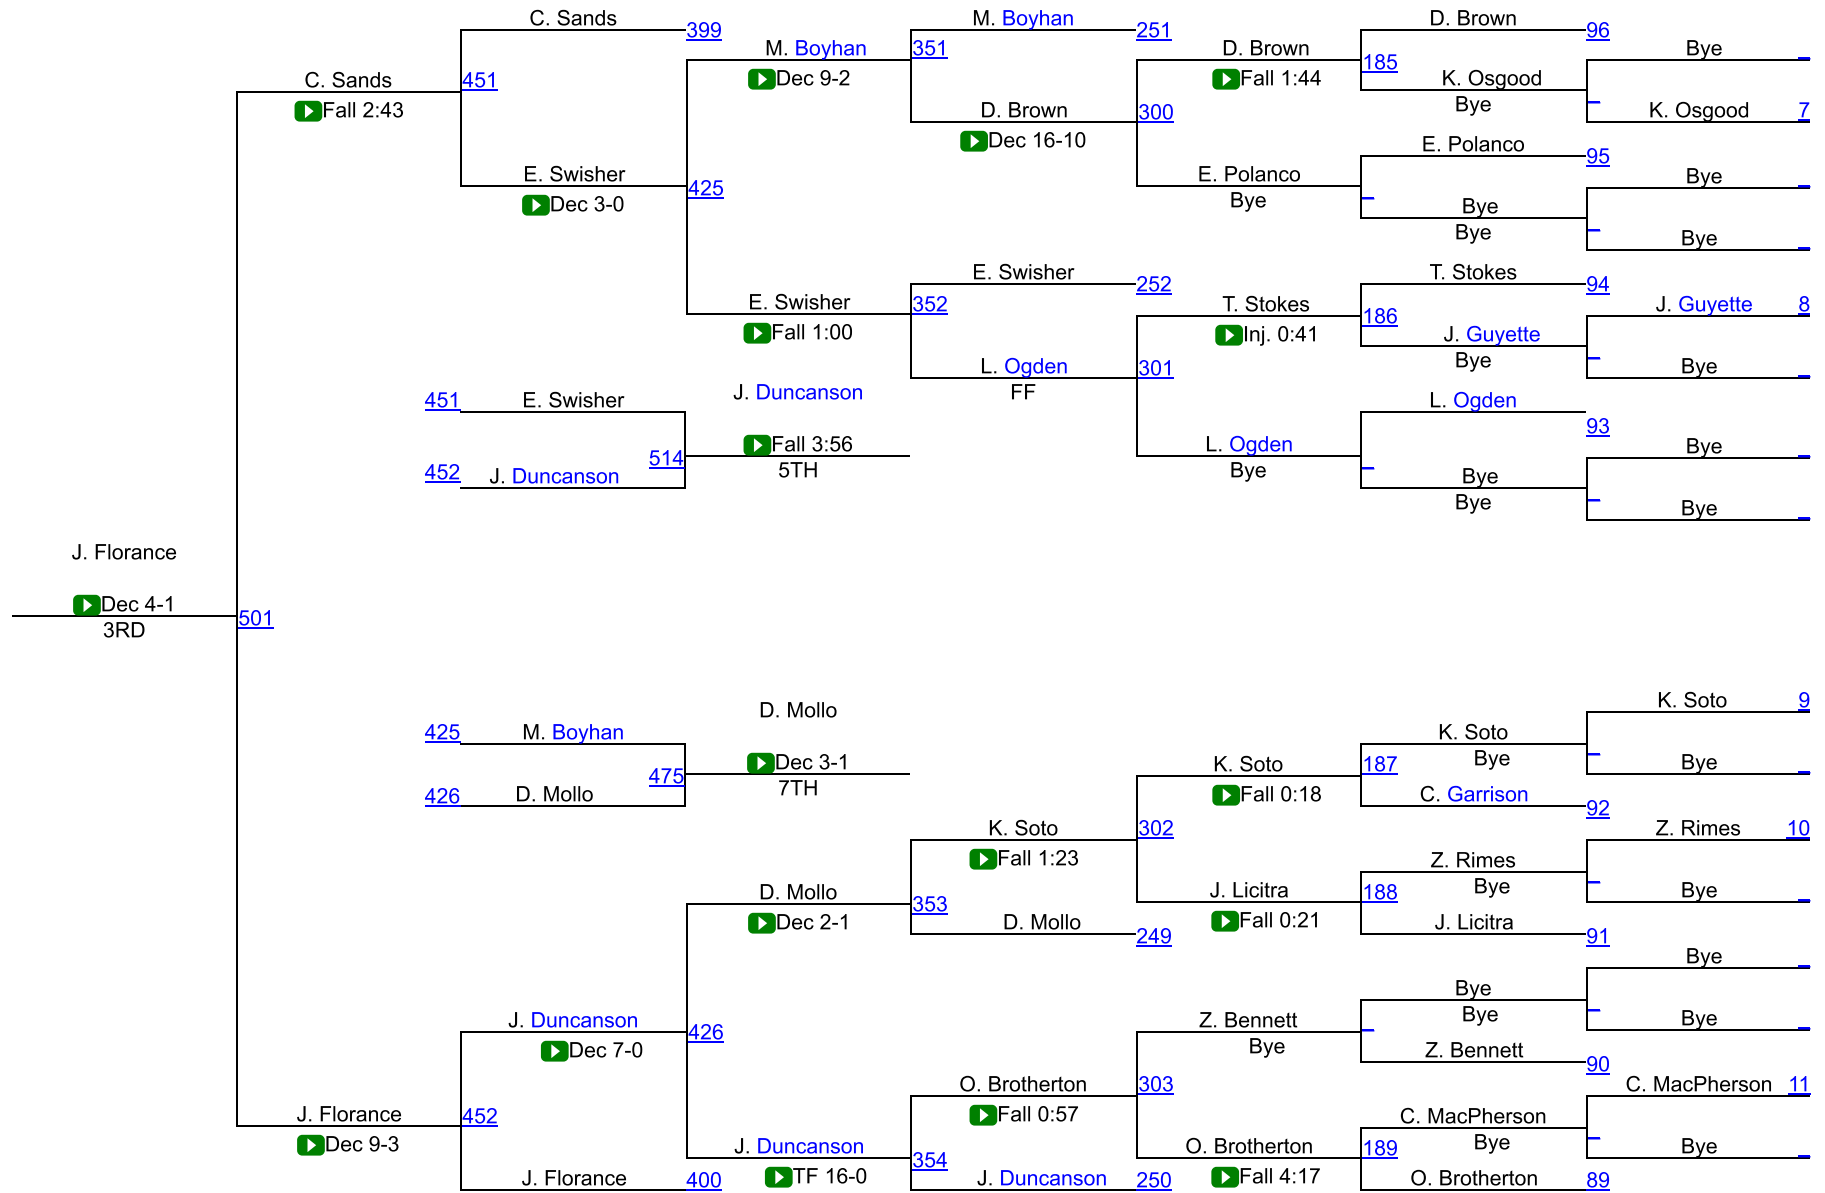 C. Sands
399
M. Boyhan
251
D. Brown
96
Bye
M. Boyhan
351
D. Brown
185
C. Sands
451
Dec 9-2
Fall 1:44
K. Osgood
Bye
Fall 2:43
D. Brown
300
K. Osgood
7
Dec 16-10
E. Polanco
95
E. Swisher
425
E. Polanco
Bye
Dec 3-0
Bye
Bye
Bye
Bye
E. Swisher
252
T. Stokes
94
E. Swisher
352
T. Stokes
186
J. Guyette
8
Fall 1:00
Inj. 0:41
J. Guyette
Bye
L. Ogden
301
Bye
FF
451
E. Swisher
J. Duncanson
L. Ogden
93
Fall 3:56
L. Ogden
Bye
514
5TH
Bye
452
J. Duncanson
Bye
Bye
Bye
J. Florance
Dec 4-1
501
3RD
K. Soto
9
D. Mollo
425
M. Boyhan
K. Soto
Bye
Dec 3-1
K. Soto
187
Bye
475
7TH
Fall 0:18
C. Garrison
92
426
D. Mollo
K. Soto
302
Z. Rimes
10
Fall 1:23
Z. Rimes
Bye
D. Mollo
353
J. Licitra
188
Bye
Dec 2-1
D. Mollo
249
Fall 0:21
J. Licitra
91
Bye
Bye
Bye
J. Duncanson
426
Z. Bennett
Bye
Bye
Dec 7-0
Z. Bennett
90
O. Brotherton
303
C. MacPherson
11
J. Florance
452
Fall 0:57
C. MacPherson
Bye
Dec 9-3
J. Duncanson
354
O. Brotherton
189
Bye
J. Florance
400
TF 16-0
J. Duncanson
250
Fall 4:17
O. Brotherton
89